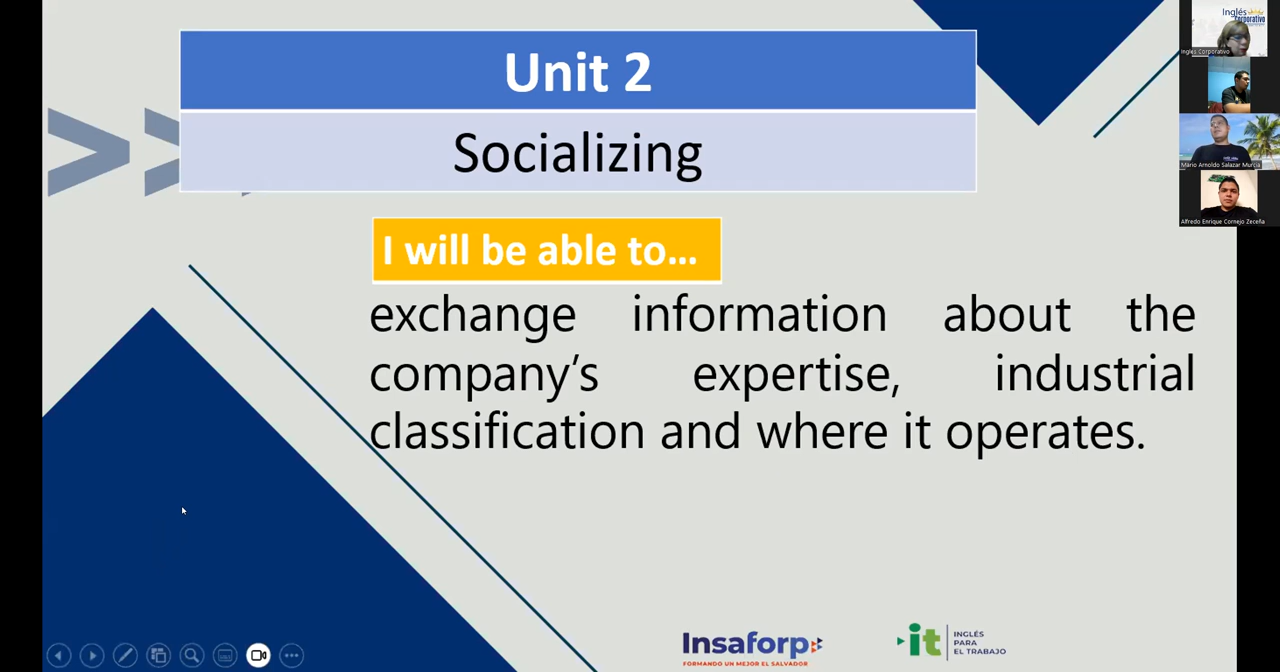 Unit 2
Socializing
I will be able to...
exchange information about the
company's expertise, industrial
classification and where it operates.
Insaforp
FORMANDO UN MEJOR EL SALVADOR
it
INGLÉS
PARA
EL TRABAJO
Inglés
Corporativo
Ingles Corporativo
Mario Arnoldo Salazar Murcia
Alfredo Enrique Cornejo Zeceña